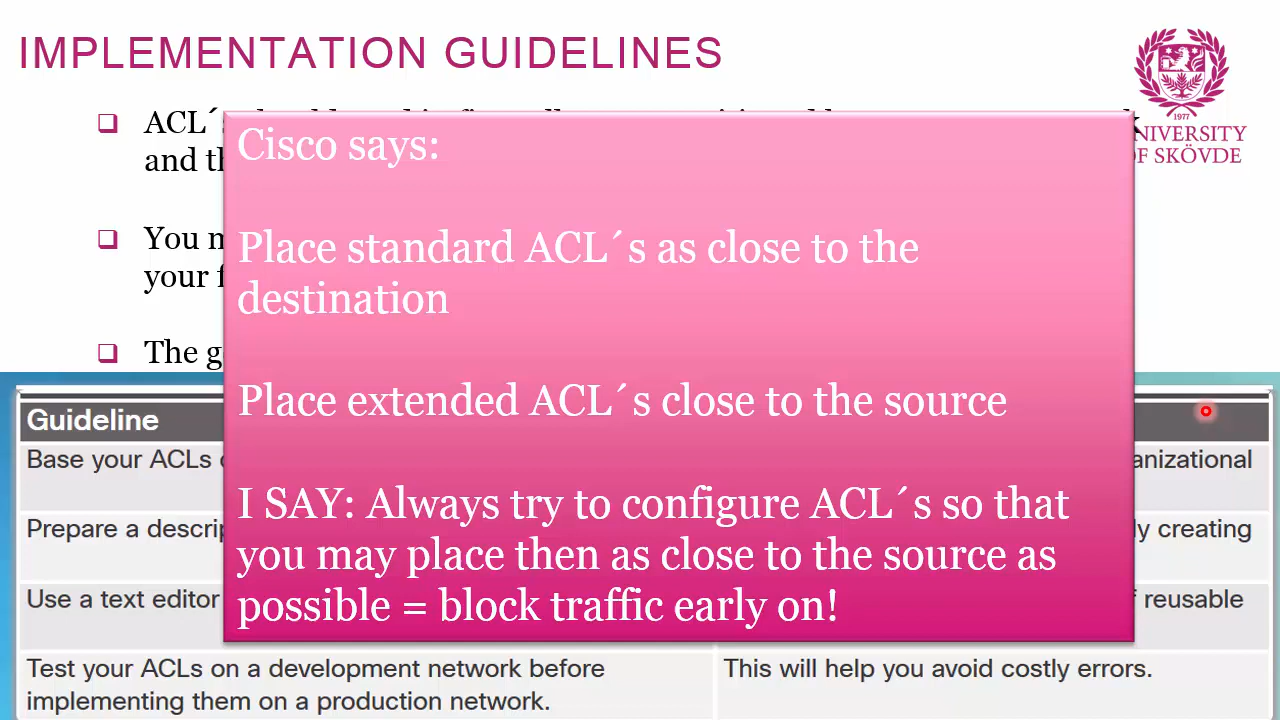 IMPLEMENTATION GUIDELINES
1977
NIVERSITY
OF SKÖVDE
ACL´
and th
You m
your f
The g
Cisco says:
Place standard ACL´s as close to the
destination
Place extended ACL´s close to the source
I SAY: Always try to configure ACL´s so that
you may place then as close to the source as
possible = block traffic early on!
Guideline
Base your ACLs anizational
Prepare a descrip ly creating
Use a text editor reusable
Test your ACLs on a development network before This will help you avoid costly errors.
implementing them on a production network.